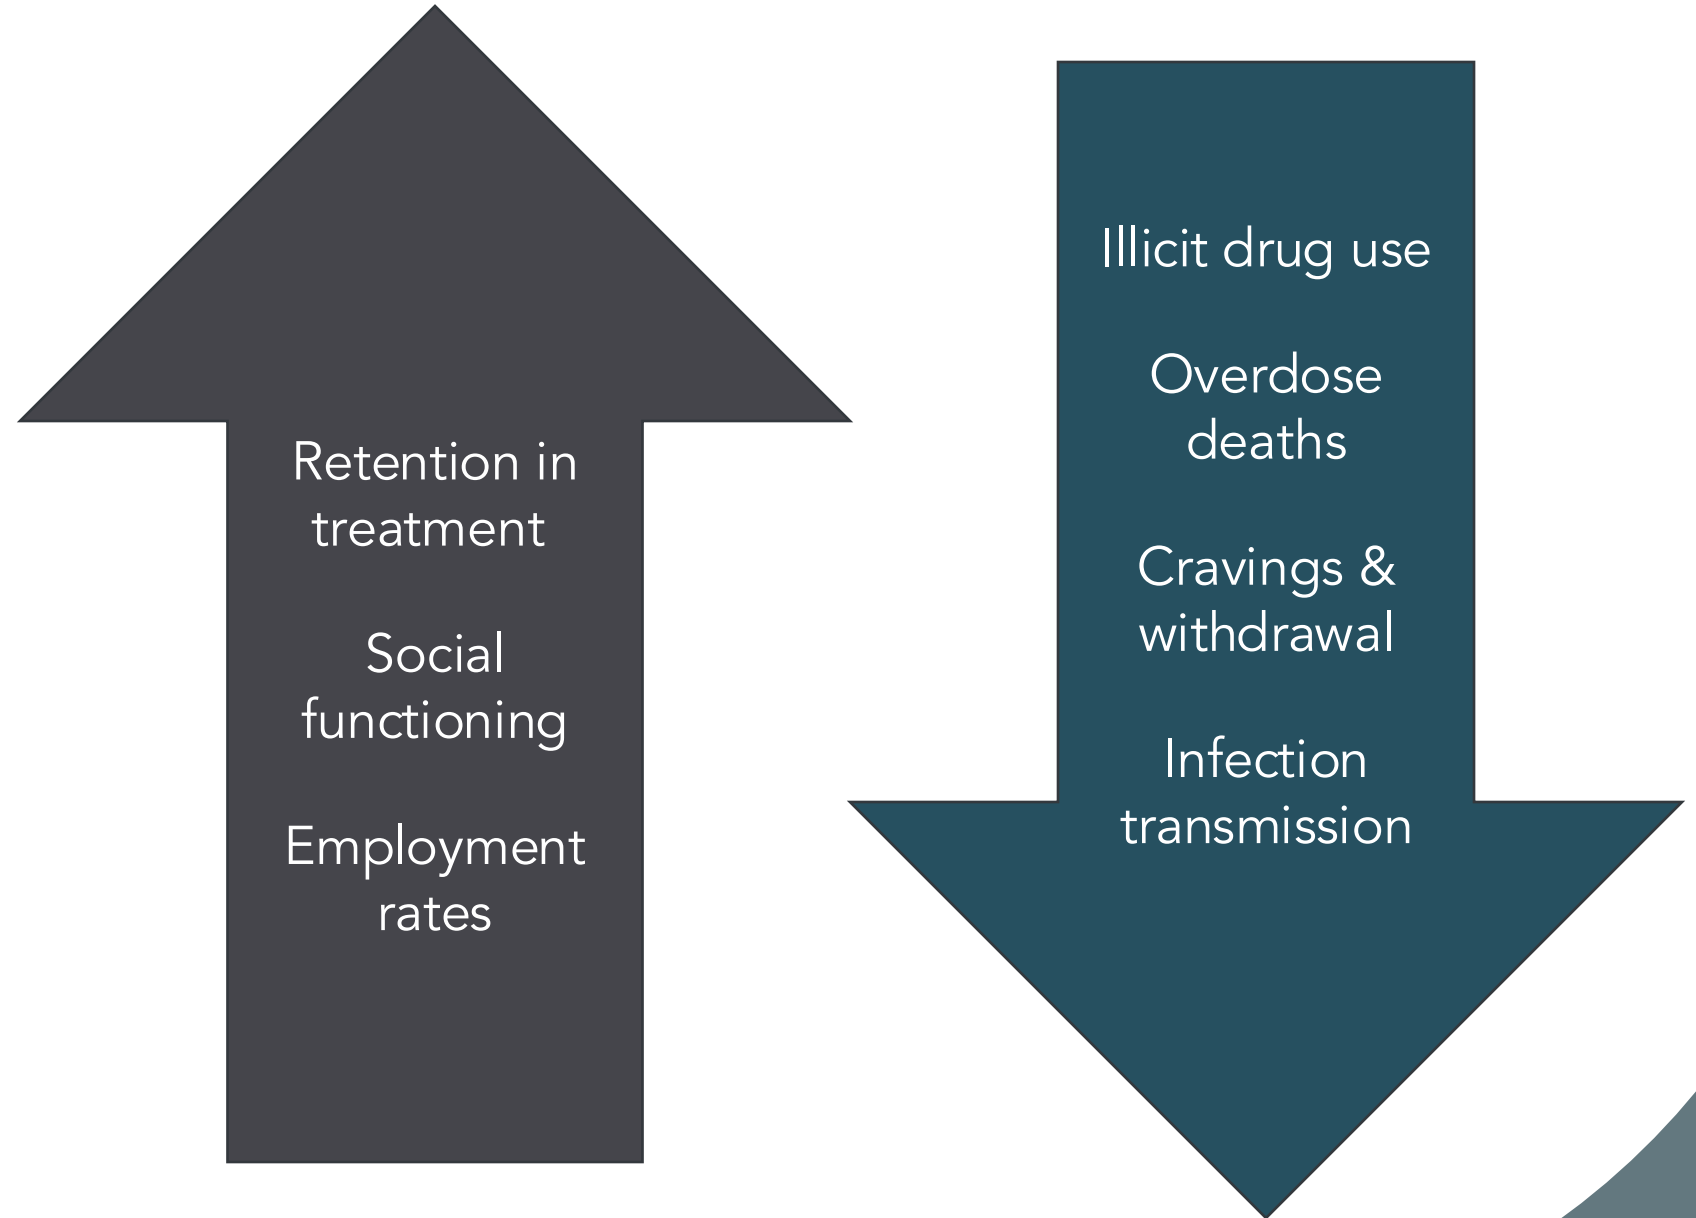 Retention in
treatment
Social
functioning
Employment
rates
Illicit drug use
Overdose
deaths
Cravings &
withdrawal
Infection
transmission